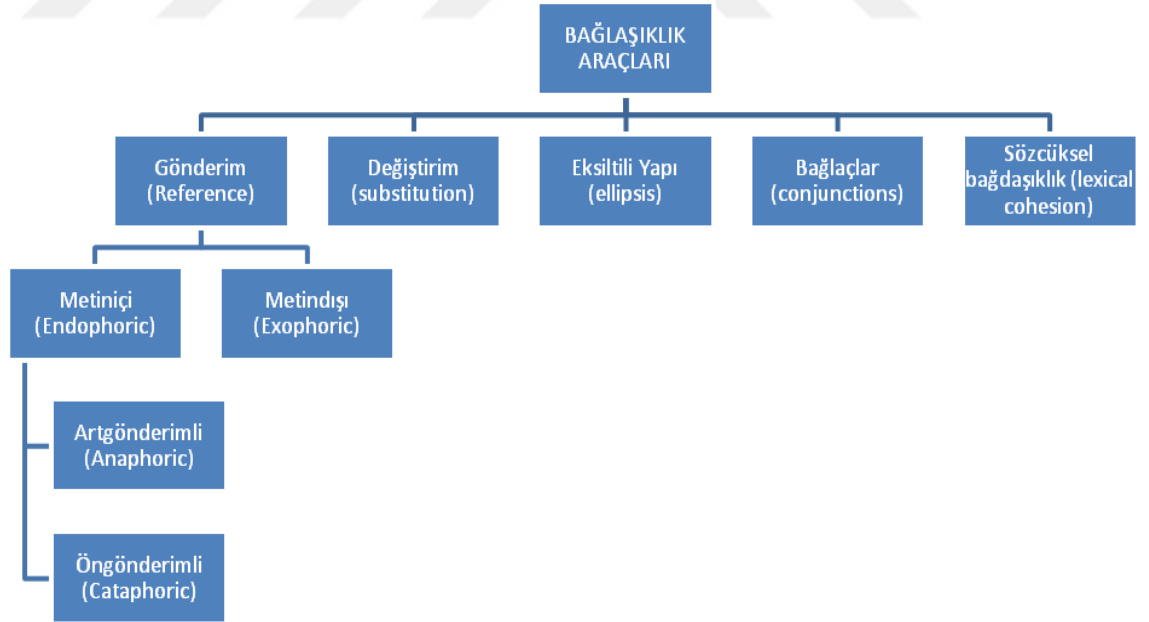 BAĞLAŞIKLIK
ARAÇLARI
Gönderim
(Reference)
Değiştirim
(substitution)
Eksiltili Yapı
(ellipsis)
Bağlaçlar
(conjunctions)
Sözcüksel
bağdaşıklık (lexical
cohesion)
Metiniçi
(Endophoric)
Metindışı
(Exophoric)
Artgönderimli
(Anaphoric)
Öngönderimli
(Cataphoric)